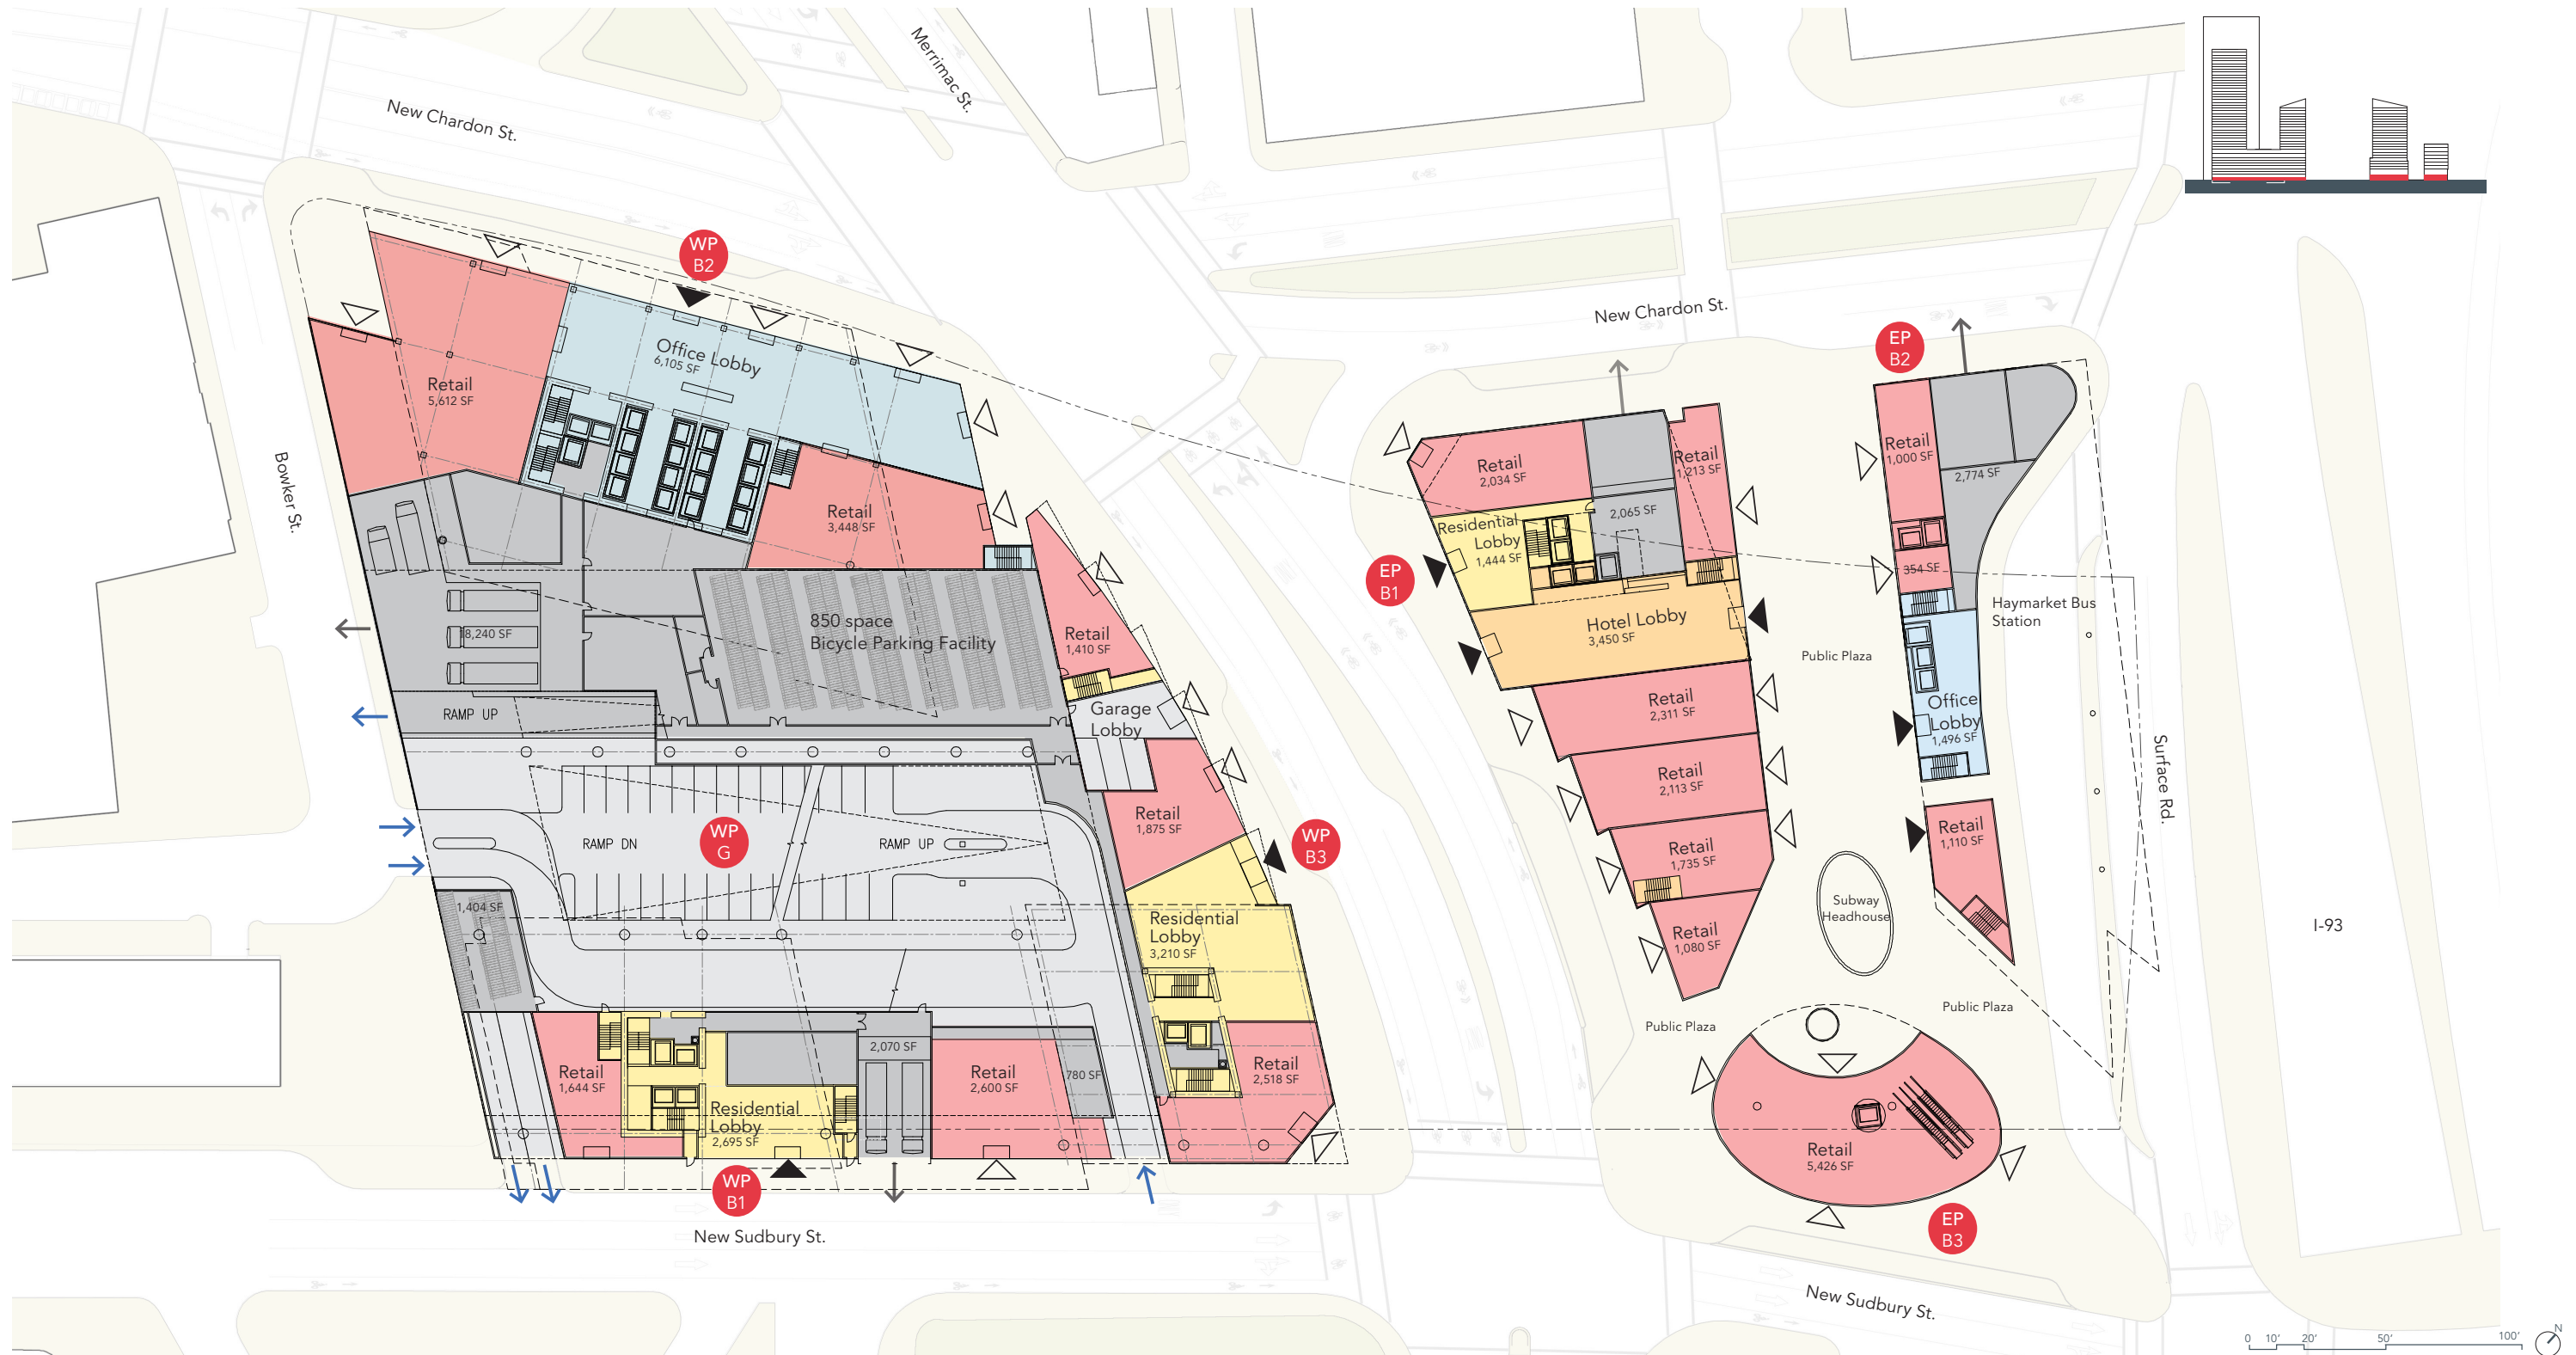 New Chardon St.
Merrimac St.
WP
B2
Office Lobby
6,105 SF
Retail
5,612 SF
Bowker St.
Retail
3,448 SF
18,240 SF
850 space
Bicycle Parking Facility
Retail
1,410 SF
RAMP UP
Garage
Lobby
RAMP DN
WP
G
RAMP UP
Retail
1,875 SF
WP
B3
1,404 SF
Residential
Lobby
3,210 SF
Retail
1,644 SF
2,070 SF
Retail
2,600 SF
780 SF
Retail
2,518 SF
Residential
Lobby
2,695 SF
WP
B1
New Sudbury St.
New Chardon St.
EP
B2
Retail
2,034 SF
Retail
1,213 SF
Retail
1,000 SF
2,774 SF
Residential
Lobby
1,444 SF
2,065 SF
EP
B1
354 SF
Hotel Lobby
3,450 SF
Haymarket Bus
Station
Public Plaza
Retail
2,311 SF
Office
Lobby
1,496 SF
Retail
2,113 SF
Surface Rd.
Retail
1,735 SF
Retail
1,110 SF
Subway
Headhouse
Retail
1,080 SF
I-93
Public Plaza
Public Plaza
Retail
5,426 SF
EP
B3
New Sudbury St.
0 10' 20' 50' 100'
N